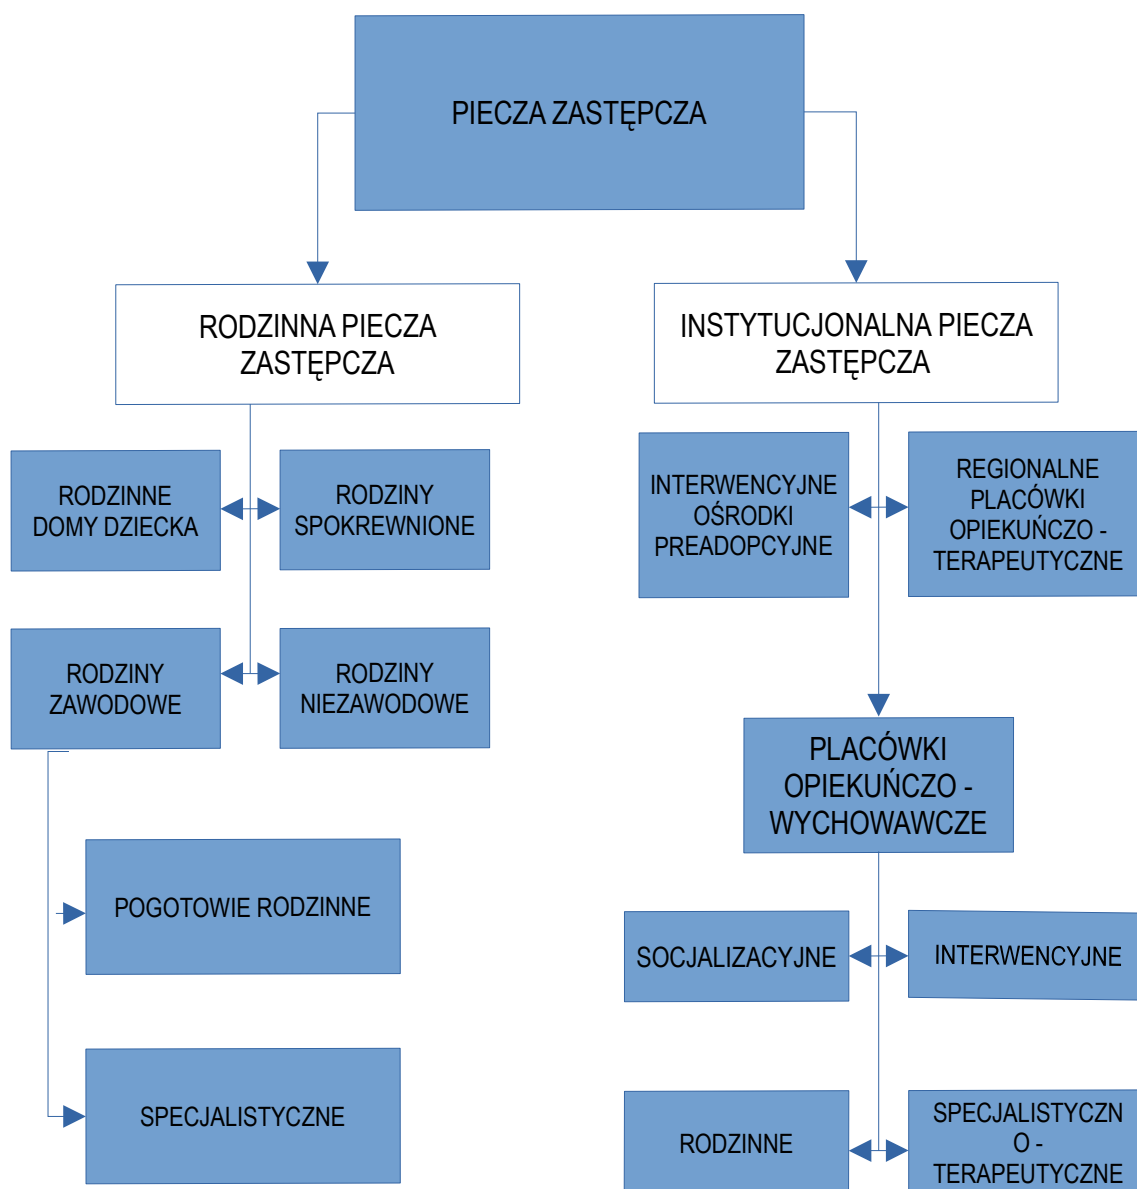 PIECZA ZASTĘPCZA
RODZINNA PIECZA
ZASTĘPCZA
INSTYTUCJONALNA PIECZA
ZASTĘPCZA
RODZINNE
DOMY DZIECKA
RODZINY
SPOKREWNIONE
INTERWENCYJNE
OŚRODKI
PREADOPCYJNE
REGIONALNE
PLACÓWKI
OPIEKUŃCZO -
TERAPEUTYCZNE
RODZINY
ZAWODOWE
RODZINY
NIEZAWODOWE
PLACÓWKI
OPIEKUŃCZO -
WYCHOWAWCZE
POGOTOWIE RODZINNE
SOCJALIZACYJNE
INTERWENCYJNE
SPECJALISTYCZNE
RODZINNE
SPECJALISTYCZN
O -
TERAPEUTYCZNE